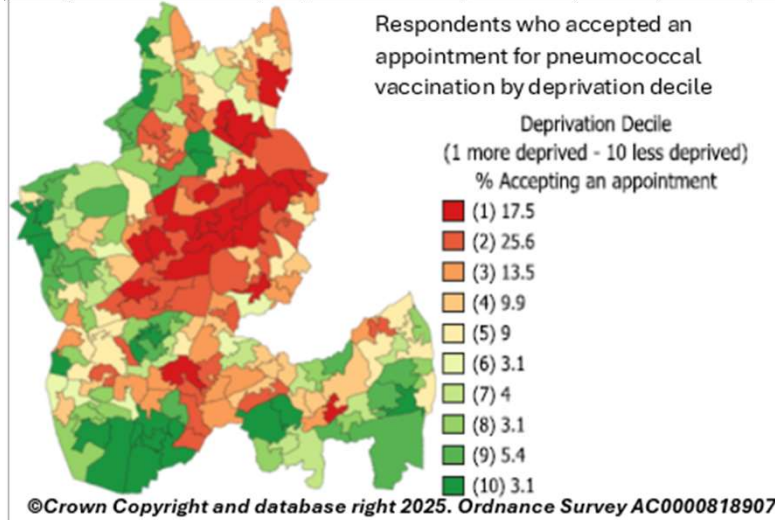 Respondents who accepted an
appointment for pneumococcal
vaccination by deprivation decile
Deprivation Decile
(1 more deprived - 10 less deprived)
% Accepting an appointment
(1) 17.5
(2) 25.6
(3) 13.5
(4) 9.9
(5) 9
(6) 3.1
(7) 4
(8) 3.1
(9) 5.4
(10) 3.1
©Crown Copyright and database right 2025. Ordnance Survey AC0000818907